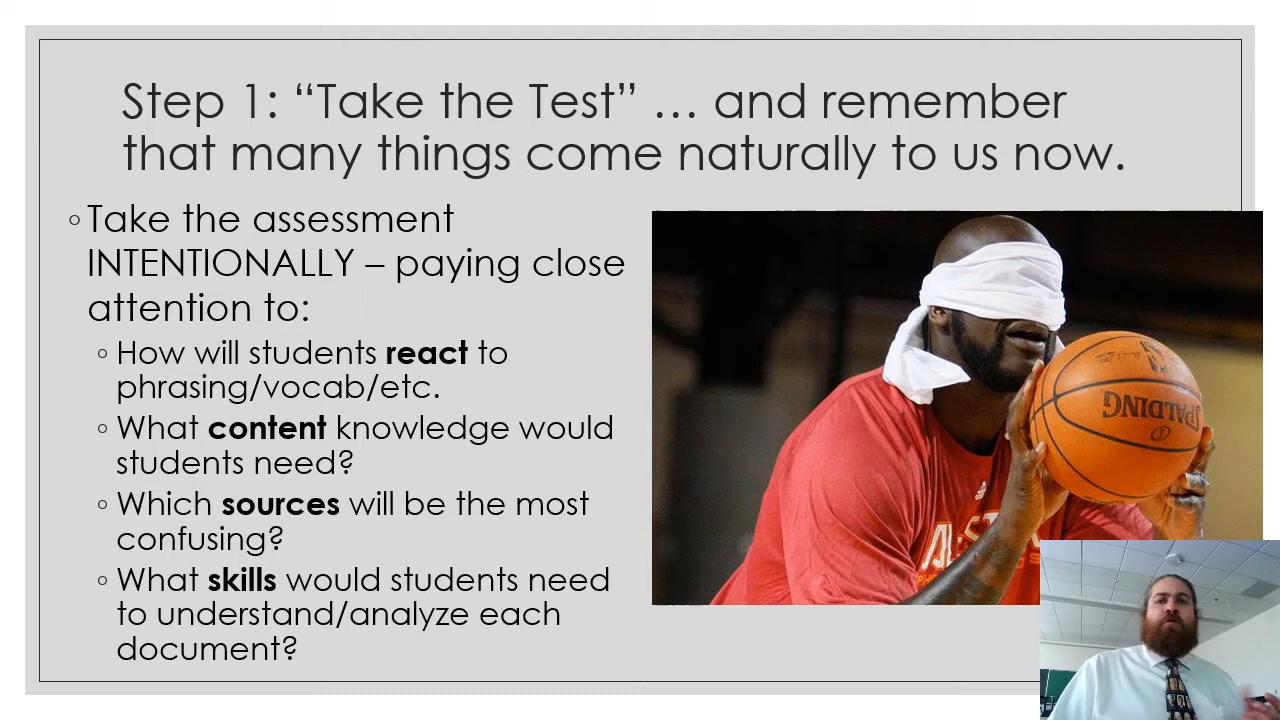 Step 1: “Take the Test” … and remember
that many things come naturally to us now.
◦ Take the assessment
INTENTIONALLY – paying close
attention to:
◦ How will students react to
phrasing/vocab/etc.
◦ What content knowledge would
students need?
◦ Which sources will be the most
confusing?
◦ What skills would students need
to understand/analyze each
document?
SPALDING